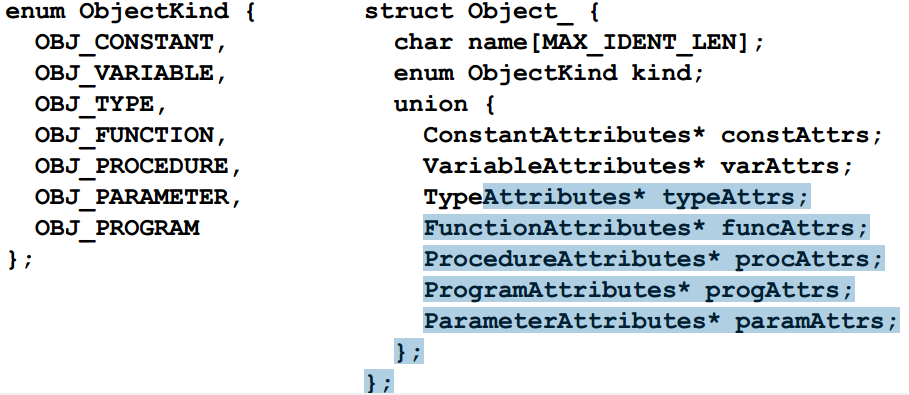 enum ObjectKind {
OBJ_CONSTANT,
OBJ_VARIABLE,
OBJ_TYPE,
OBJ_FUNCTION,
OBJ_PROCEDURE,
OBJ_PARAMETER,
OBJ_PROGRAM
};
struct Object_ {
char name[MAX_IDENT_LEN];
enum ObjectKind kind;
union {
ConstantAttributes* constAttrs;
VariableAttributes* varAttrs;
TypeAttributes* typeAttrs;
FunctionAttributes* funcAttrs;
ProcedureAttributes* procAttrs;
ProgramAttributes* progAttrs;
ParameterAttributes* paramAttrs;
};
};